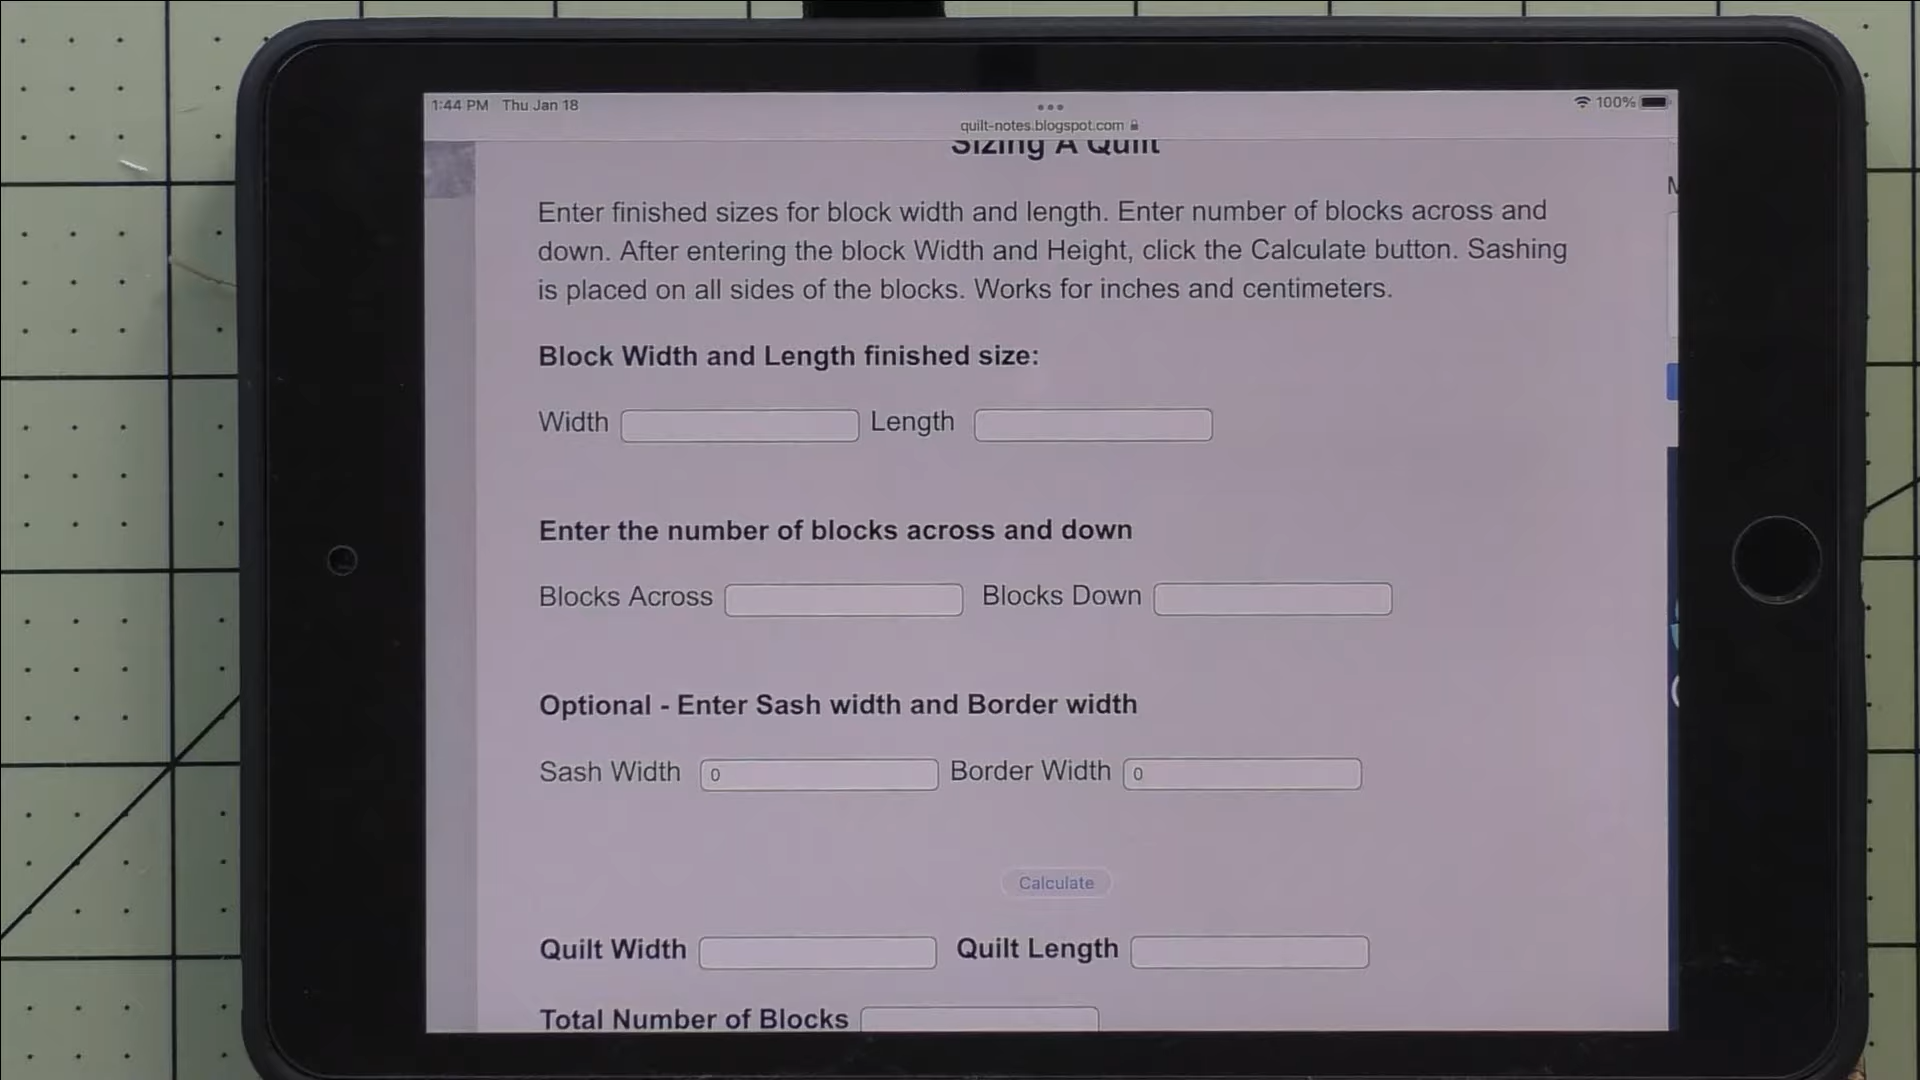 1:44 PM Thu Jan 18
100%
quilt-notes.blogspot.com
Sizing A Quilt
Enter finished sizes for block width and length. Enter number of blocks across and
down. After entering the block Width and Height, click the Calculate button. Sashing
is placed on all sides of the blocks. Works for inches and centimeters.
Block Width and Length finished size:
Width Length
Enter the number of blocks across and down
Blocks Across Blocks Down
Optional - Enter Sash width and Border width
Sash Width 0 Border Width 0
Calculate
Quilt Width Quilt Length
Total Number of Blocks